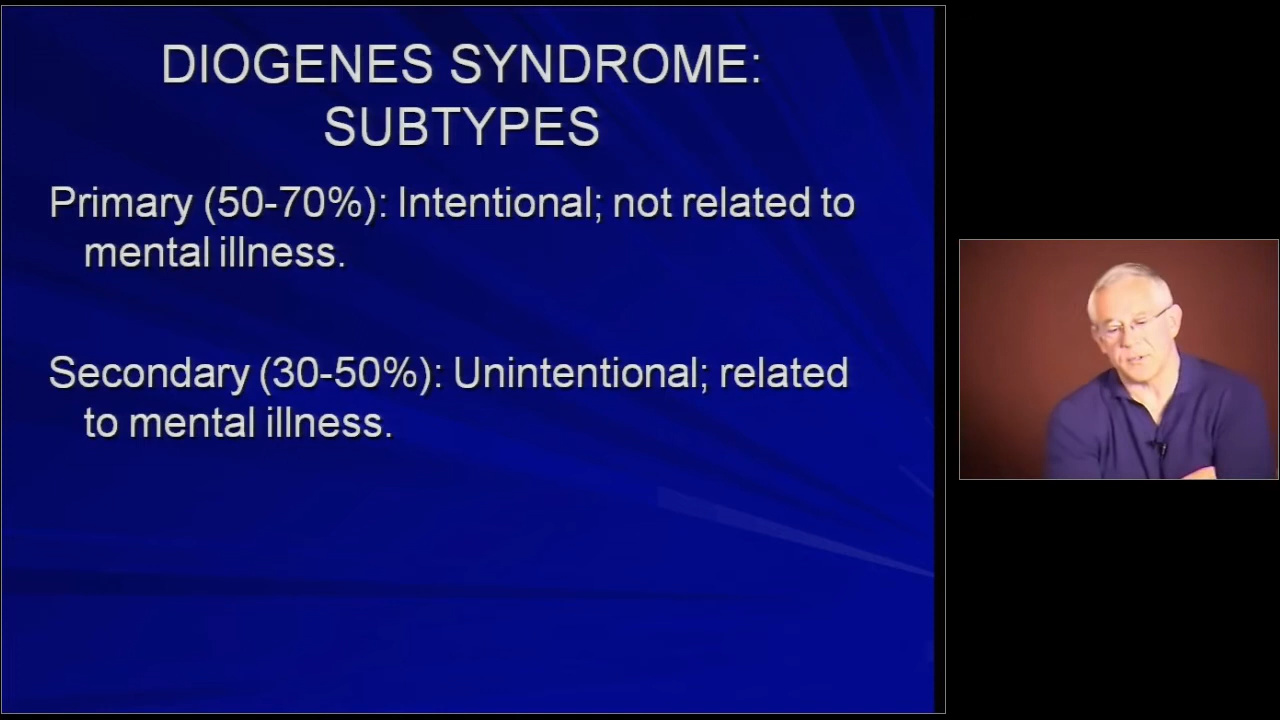 DIOGENES SYNDROME:
SUBTYPES
Primary (50-70%): Intentional; not related to
mental illness.
Secondary (30-50%): Unintentional; related
to mental illness.